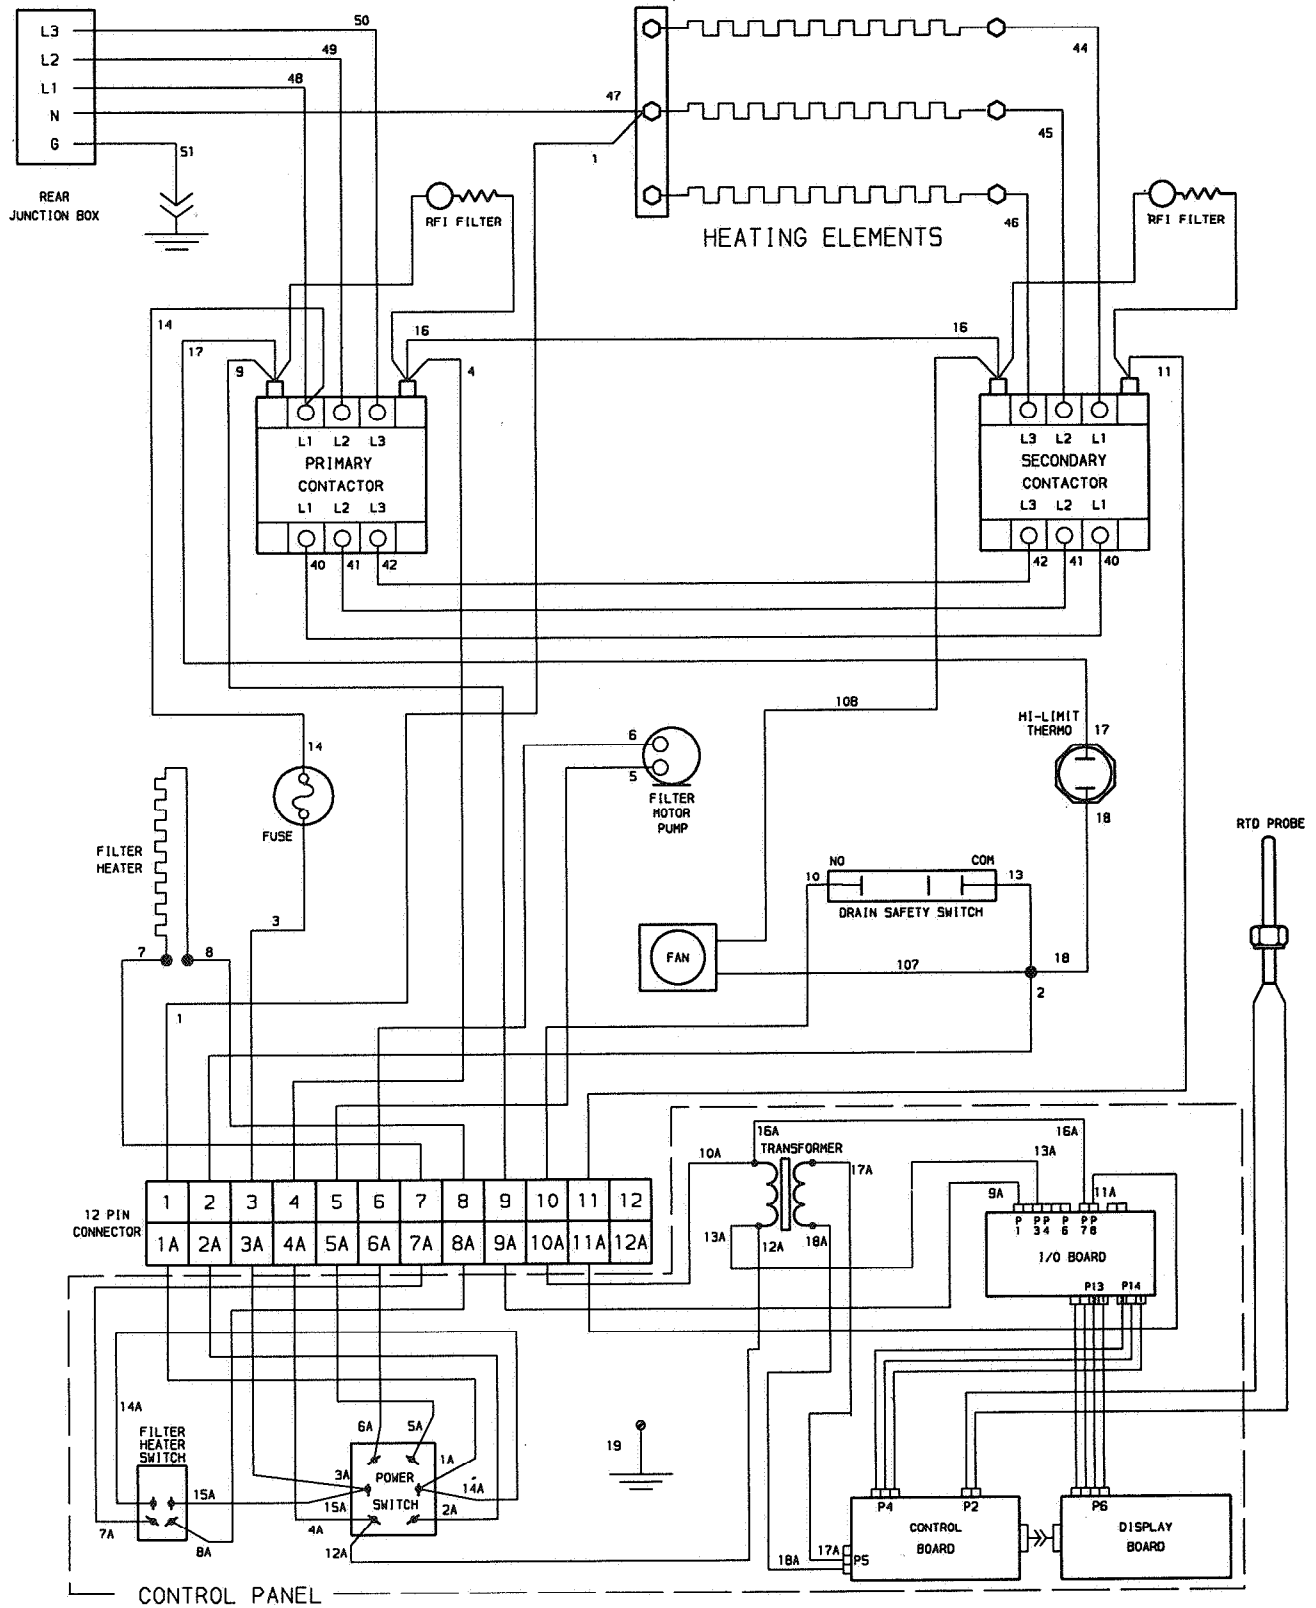 50
L3
49
L2
48
L1
47
N
G
51
1
REAR
JUNCTION BOX
44
45
46
HEATING ELEMENTS
RFI FILTER
RFI FILTER
14
17
9
16
4
16
11
L1 L2 L3
PRIMARY
CONTACTOR
L1 L2 L3
40 41 42
L3 L2 L1
SECONDARY
CONTACTOR
L3 L2 L1
42 41 40
108
HI-LIMIT
THERMO
17
18
14
FUSE
3
6
5
FILTER
MOTOR
PUMP
FILTER
HEATER
7
8
RTD PROBE
NO
COM
10
13
DRAIN SAFETY SWITCH
FAN
107
18
2
1
12 PIN
CONNECTOR
1 2 3 4 5 6 7 8 9 10 11 12
1A 2A 3A 4A 5A 6A 7A 8A 9A 10A 11A 12A
16A
16A
10A
TRANSFORMER
17A
13A
12A
18A
13A
9A
11A
P P P P P P
1 3 4 6 7 8
I/O BOARD
P13
P14
14A
FILTER
HEATER
SWITCH
15A
7A
8A
6A
5A
1A
3A
POWER
SWITCH
14A
15A
2A
4A
12A
19
P4
P2
CONTROL
BOARD
17A
18A
P5
P6
DISPLAY
BOARD
CONTROL PANEL